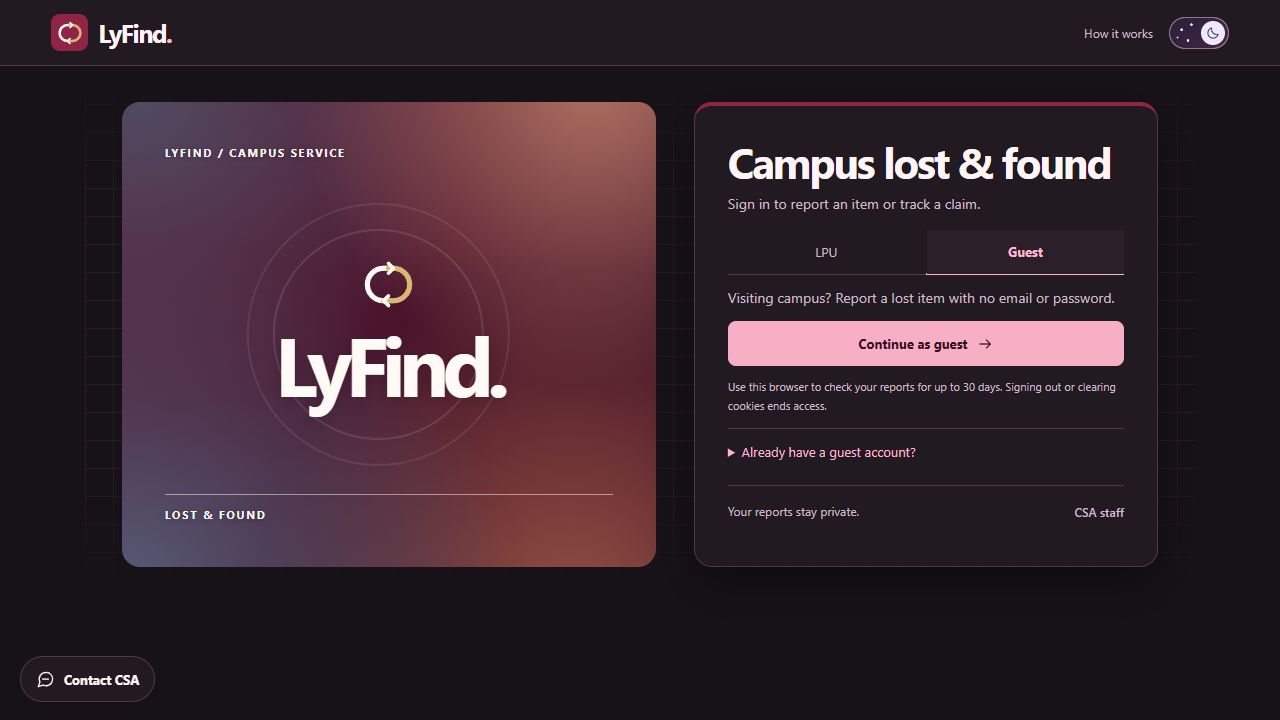 LyFind.
How it works
LYFIND / CAMPUS SERVICE
LyFind.
LOST & FOUND
Campus lost & found
Sign in to report an item or track a claim.
LPU
Guest
Visiting campus? Report a lost item with no email or password.
Continue as guest →
Use this browser to check your reports for up to 30 days. Signing out or clearing
cookies ends access.
Already have a guest account?
Your reports stay private.
CSA staff
Contact CSA